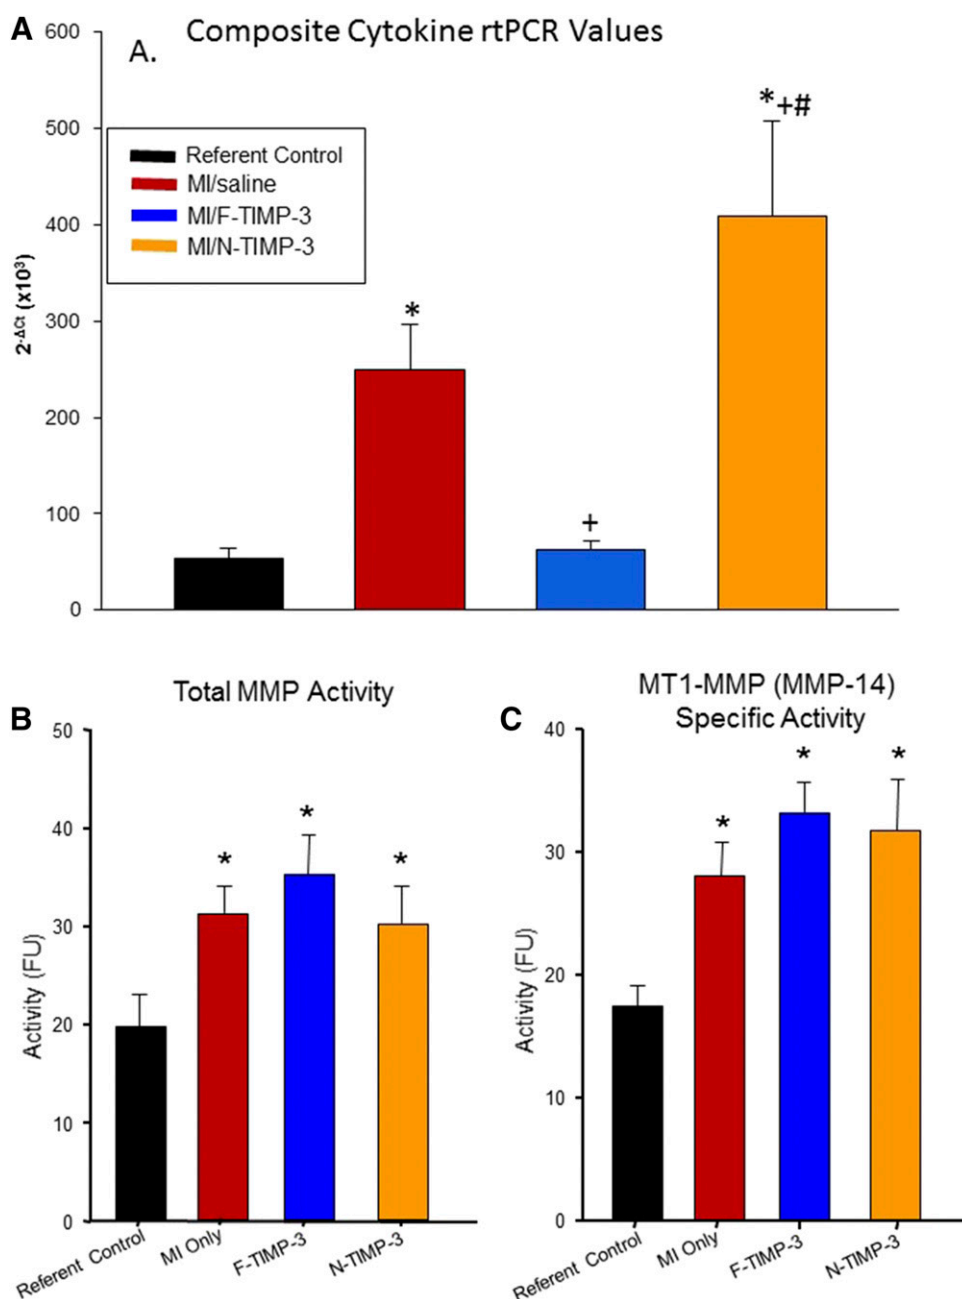 A
Composite Cytokine rtPCR Values
A.
600
500
400
300
200
100
0
2^-ΔCt (x10³)
Referent Control
MI/saline
MI/F-TIMP-3
MI/N-TIMP-3
*
+
*+#
B
Total MMP Activity
50
40
30
20
10
0
Activity (FU)
*
*
*
Referent Control
MI Only
F-TIMP-3
N-TIMP-3
C
MT1-MMP (MMP-14)
Specific Activity
40
30
20
10
0
Activity (FU)
*
*
*
Referent Control
MI Only
F-TIMP-3
N-TIMP-3